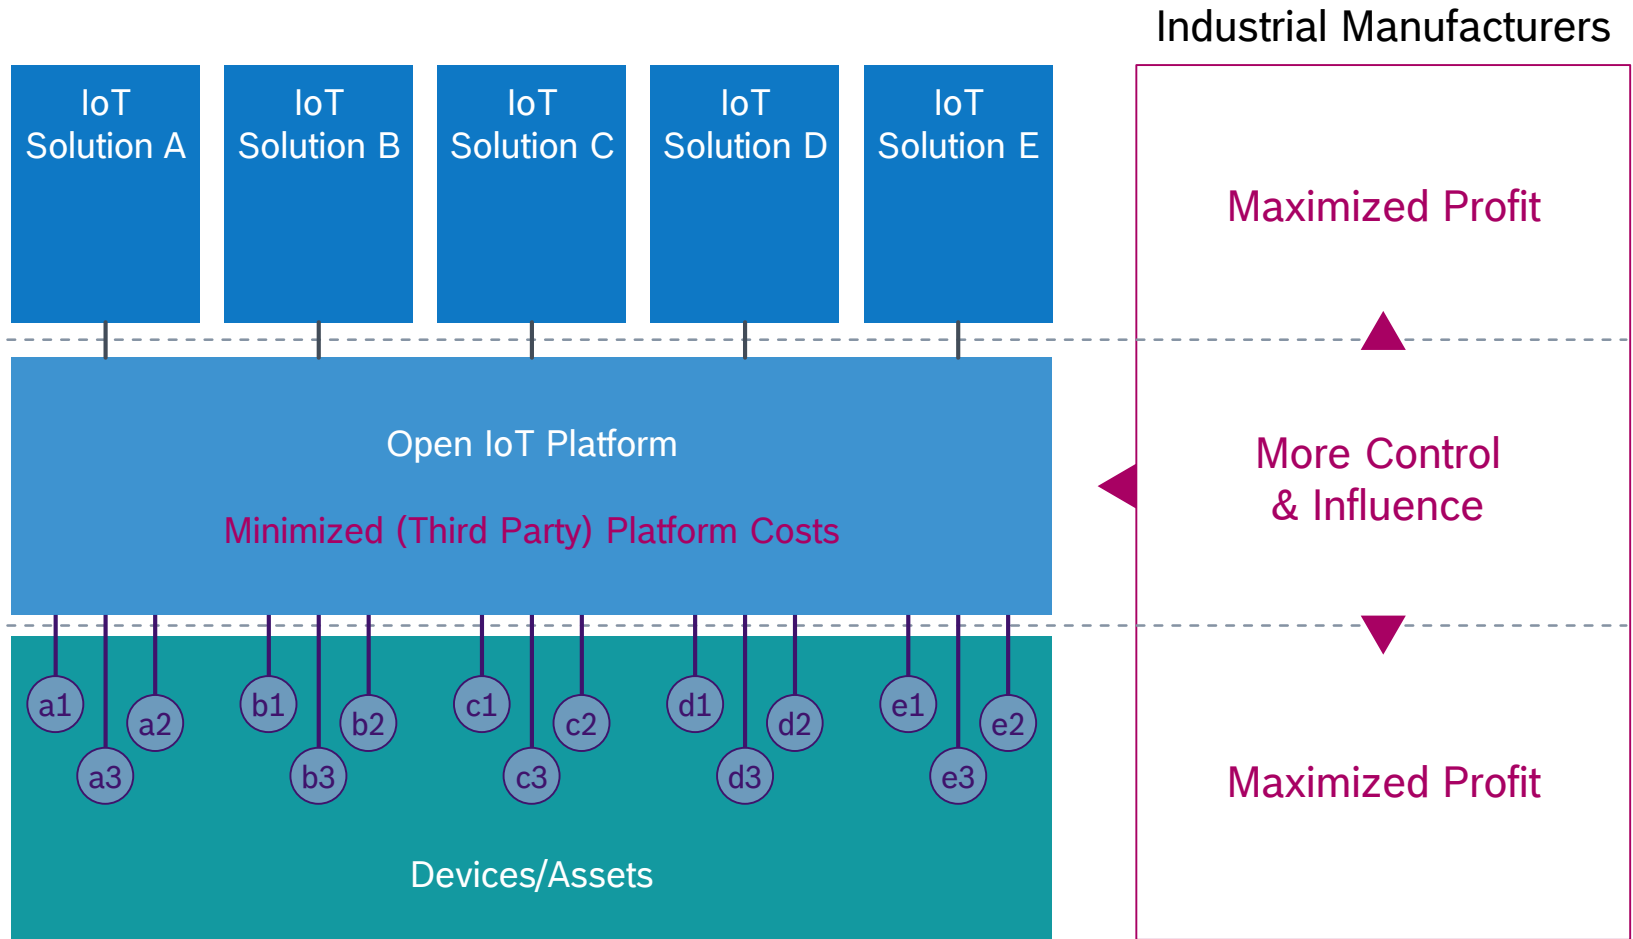 Industrial Manufacturers
IoT
Solution A
IoT
Solution B
IoT
Solution C
IoT
Solution D
IoT
Solution E
Maximized Profit
Open IoT Platform
Minimized (Third Party) Platform Costs
More Control
& Influence
a1
a2
a3
b1
b2
b3
c1
c2
c3
d1
d2
d3
e1
e2
e3
Maximized Profit
Devices/Assets